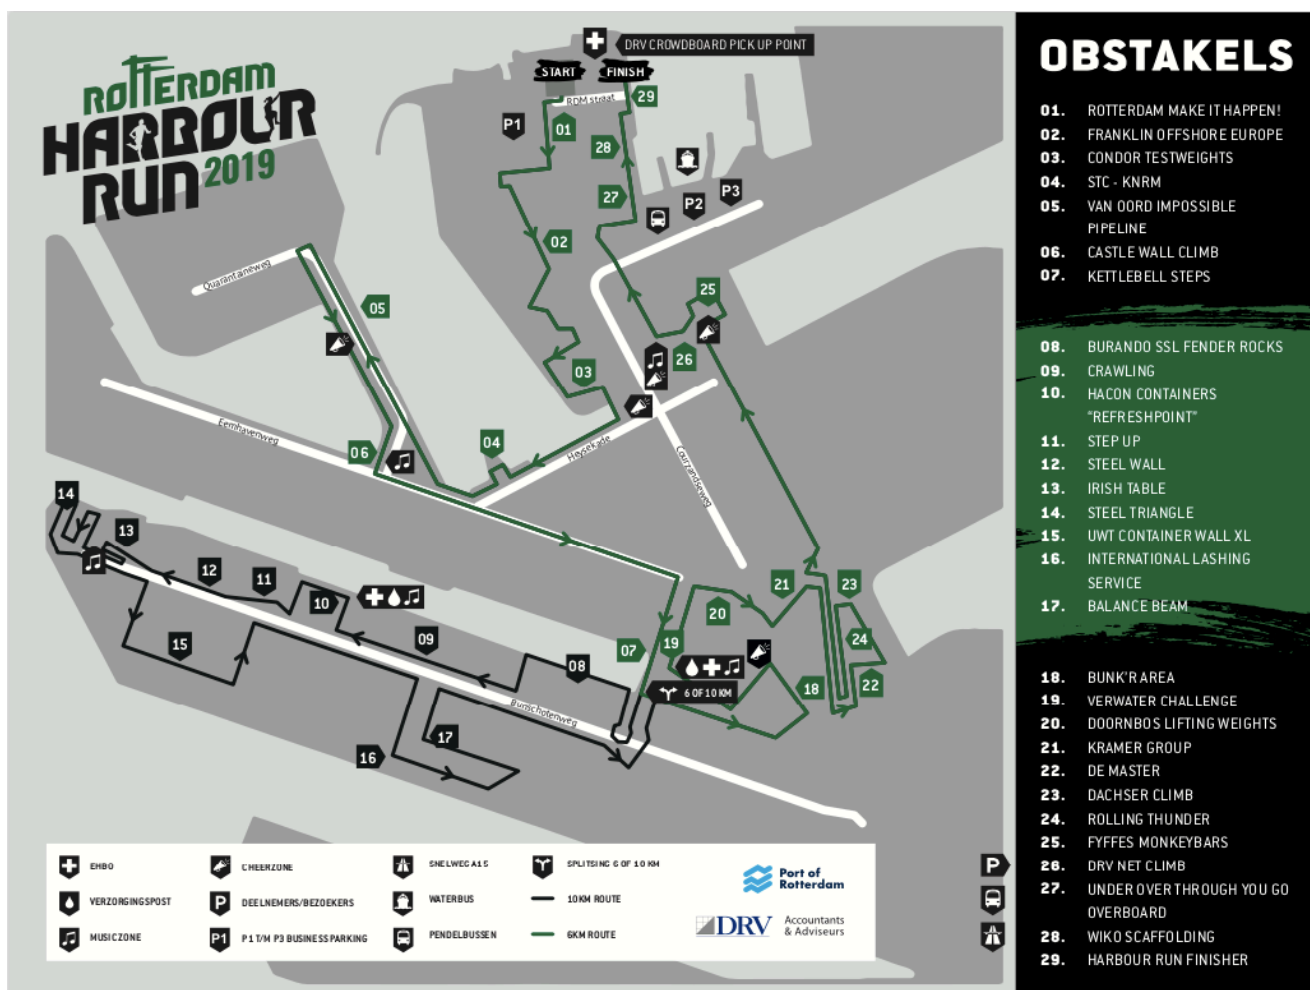 ROTTERDAM
HARBOUR
RUN 2019
DRV CROWDBOARD PICK UP POINT
START
FINISH
RDM straat
29
P1
01
28
27
P2
P3
02
Quarantaineweg
05
25
26
03
04
Heysekade
Courzandseweg
Eemhavenweg
06
14
13
12
11
10
09
08
15
16
17
Bunschotenweg
07
19
20
21
23
24
22
18
6 OF 10 KM
EHBO
VERZORGINGSPOST
MUSICZONE
CHEERZONE
P
DEELNEMERS/BEZOEKERS
P1
P1 T/M P3 BUSINESS PARKING
SNELWEG A15
WATERBUS
PENDELBUSSEN
SPLITSING 6 OF 10 KM
10KM ROUTE
6KM ROUTE
Port of
Rotterdam
DRV
Accountants
& Adviseurs
P
OBSTAKELS
01. ROTTERDAM MAKE IT HAPPEN!
02. FRANKLIN OFFSHORE EUROPE
03. CONDOR TESTWEIGHTS
04. STC - KNRM
05. VAN OORD IMPOSSIBLE
PIPELINE
06. CASTLE WALL CLIMB
07. KETTLEBELL STEPS
08. BURANDO SSL FENDER ROCKS
09. CRAWLING
10. HACON CONTAINERS
“REFRESHPOINT”
11. STEP UP
12. STEEL WALL
13. IRISH TABLE
14. STEEL TRIANGLE
15. UWT CONTAINER WALL XL
16. INTERNATIONAL LASHING
SERVICE
17. BALANCE BEAM
18. BUNK'R AREA
19. VERWATER CHALLENGE
20. DOORNBOS LIFTING WEIGHTS
21. KRAMER GROUP
22. DE MASTER
23. DACHSER CLIMB
24. ROLLING THUNDER
25. FYFFES MONKEYBARS
26. DRV NET CLIMB
27. UNDER OVER THROUGH YOU GO
OVERBOARD
28. WIKO SCAFFOLDING
29. HARBOUR RUN FINISHER